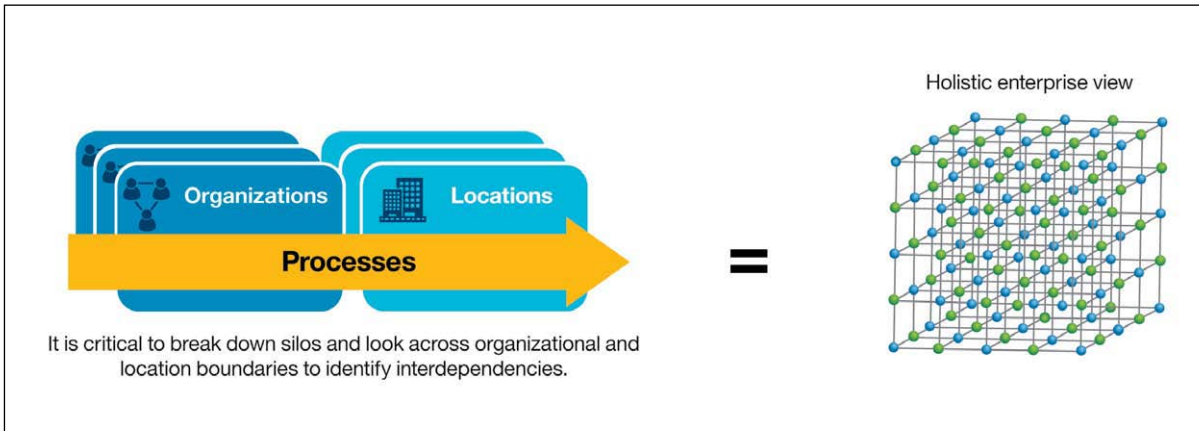 Holistic enterprise view
Organizations
Locations
Processes
=
It is critical to break down silos and look across organizational and
location boundaries to identify interdependencies.